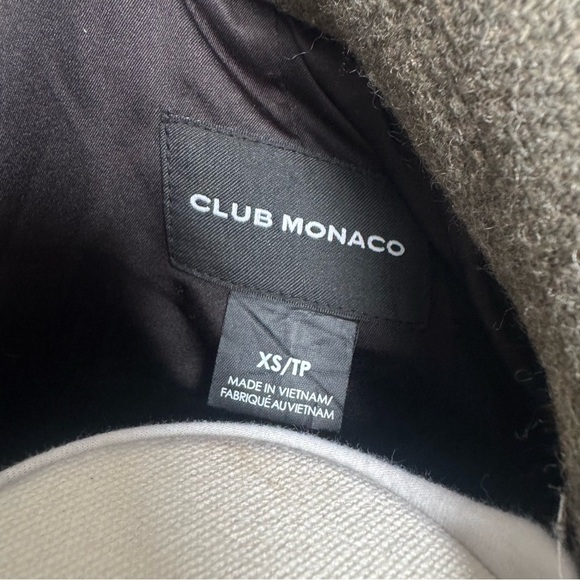 CLUB MONACO
XS/TP
MADE IN VIETNAM/
FABRIQUÉ AU VIETNAM